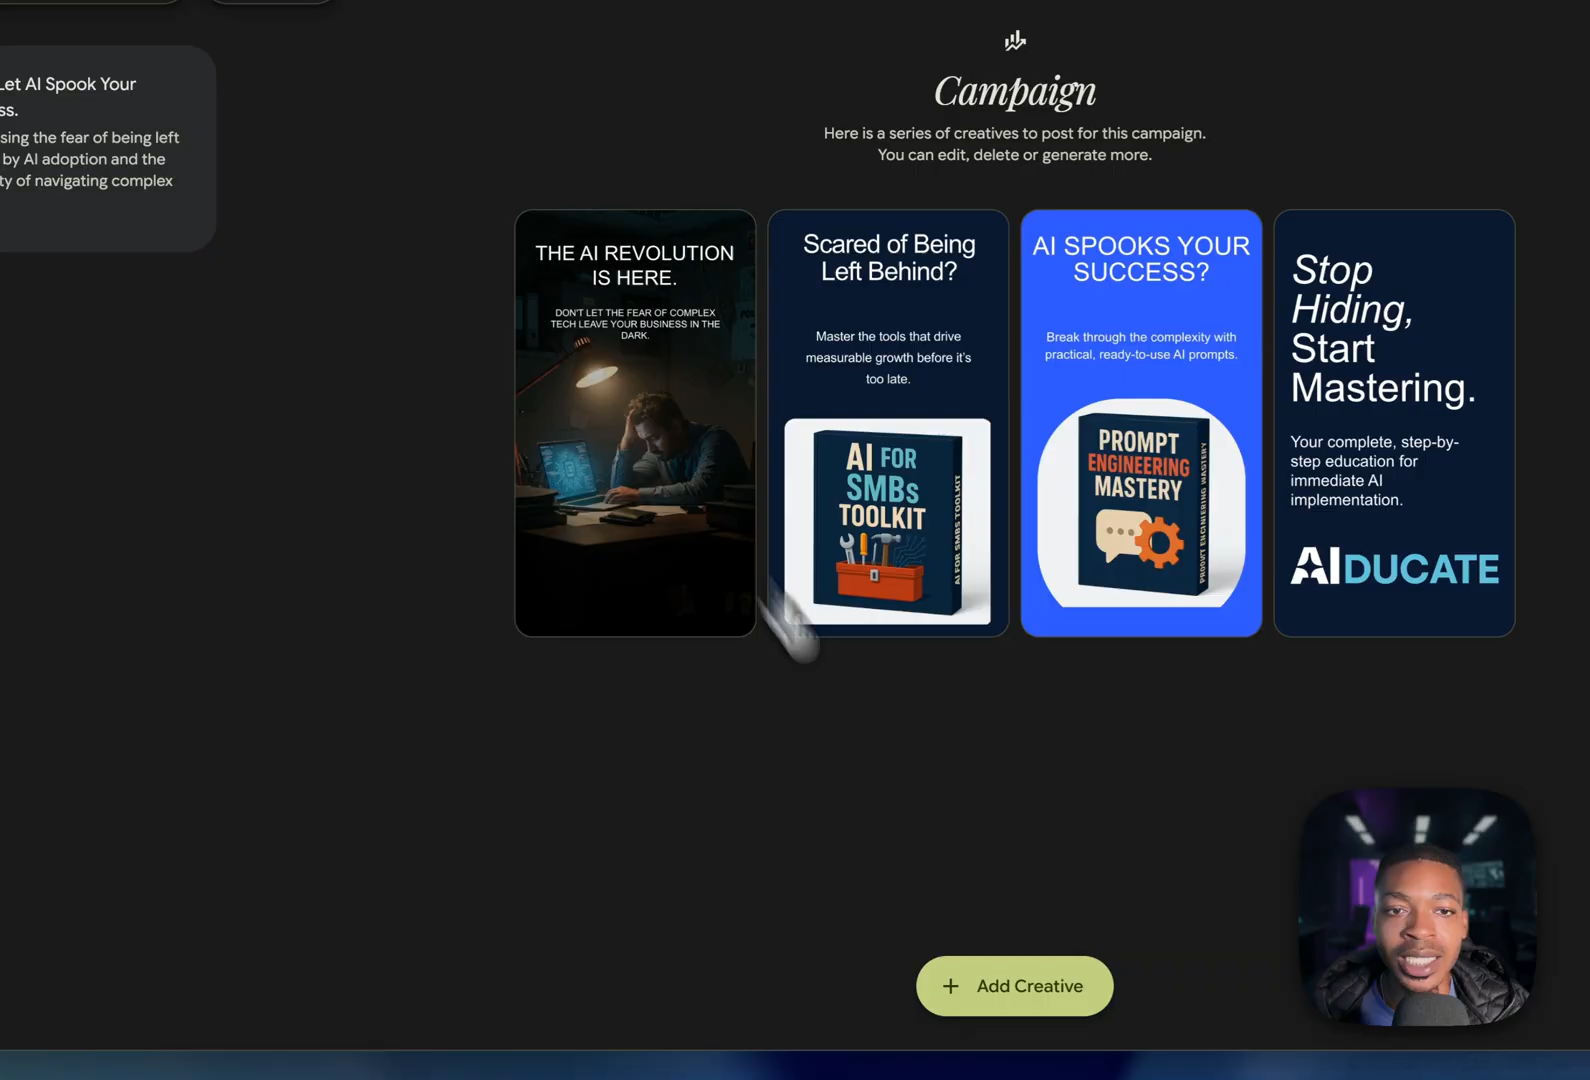 Let AI Spook Your
ss.
sing the fear of being left
by AI adoption and the
ty of navigating complex
Campaign
Here is a series of creatives to post for this campaign.
You can edit, delete or generate more.
THE AI REVOLUTION
IS HERE.
DON'T LET THE FEAR OF COMPLEX
TECH LEAVE YOUR BUSINESS IN THE
DARK.
Scared of Being
Left Behind?
Master the tools that drive
measurable growth before it's
too late.
AI FOR
SMBs
TOOLKIT
AI FOR SMBS TOOLKIT
AI SPOOKS YOUR
SUCCESS?
Break through the complexity with
practical, ready-to-use AI prompts.
PROMPT
ENGINEERING
MASTERY
PROMPT ENGINEERING MASTERY
Stop
Hiding,
Start
Mastering.
Your complete, step-by-
step education for
immediate AI
implementation.
AIDUCATE
+ Add Creative